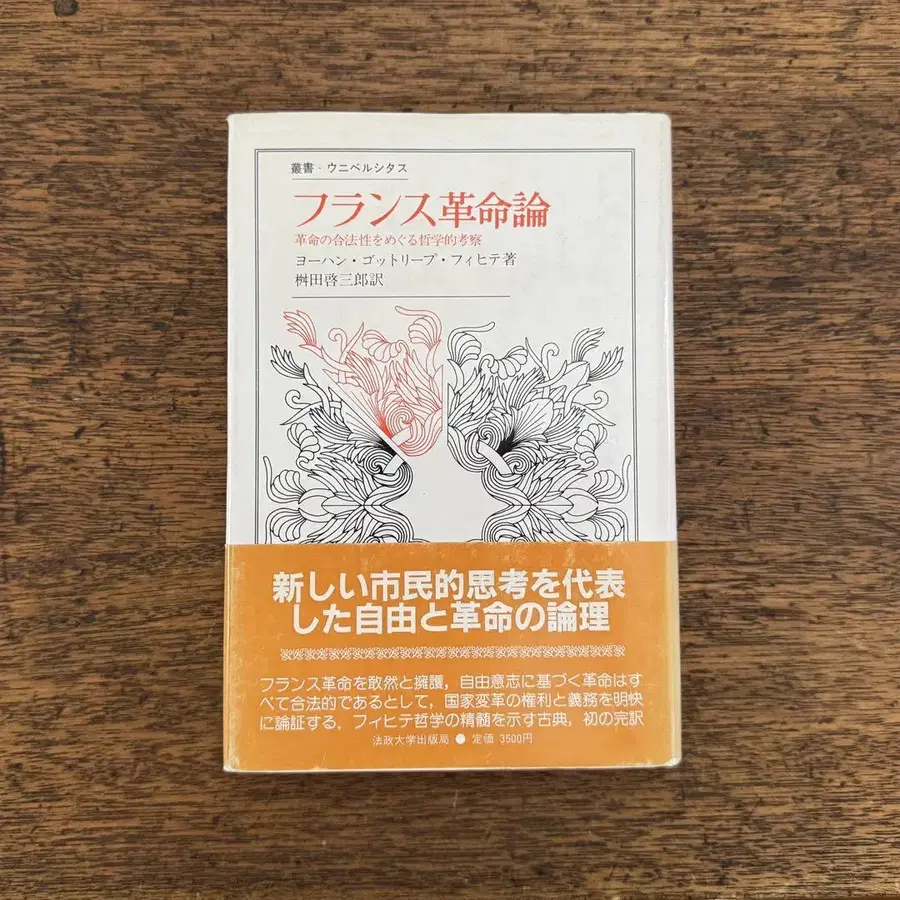 叢書・ウニベルシタス
フランス革命論
革命の合法性をめぐる哲学的考察
ヨーハン・ゴットリープ・フィヒテ著
桝田啓三郎訳
新しい市民的思考を代表
した自由と革命の論理
フランス革命を敢然と擁護，自由意志に基づく革命はす
べて合法的であるとして，国家変革の権利と義務を明快
に論証する，フィヒテ哲学の精髄を示す古典，初の完訳
法政大学出版局 ● 定価 3500円